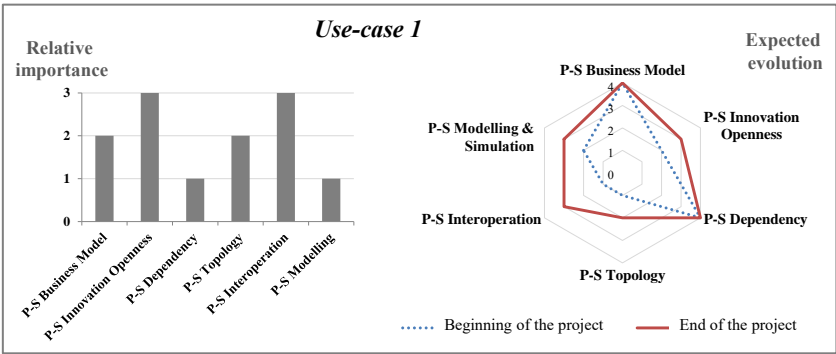 Use-case 1
Relative
importance
3
2
1
0
P-S Business Model
P-S Innovation Openness
P-S Dependency
P-S Topology
P-S Interoperation
P-S Modelling
Expected
evolution
P-S Business Model
P-S Innovation
Openness
P-S Dependency
P-S Topology
P-S Interoperation
P-S Modelling &
Simulation
4
3
2
1
0
Beginning of the project
End of the project